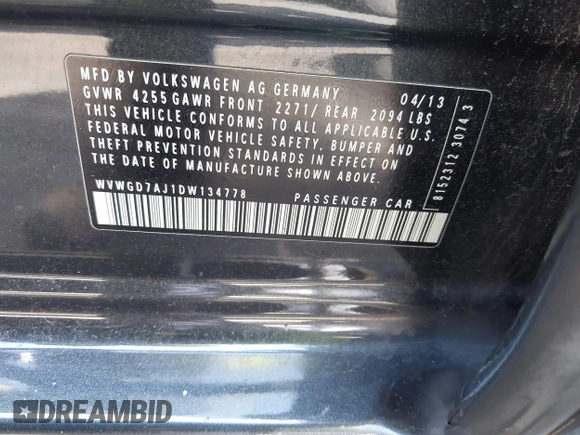 MFD BY VOLKSWAGEN AG GERMANY 04/13
GVWR 4255 GAWR FRONT 2271/ REAR 2094 LBS
THIS VEHICLE CONFORMS TO ALL APPLICABLE U.S.
FEDERAL MOTOR VEHICLE SAFETY, BUMPER AND
THEFT PREVENTION STANDARDS IN EFFECT ON
THE DATE OF MANUFACTURE SHOWN ABOVE.
WVWGD7AJ1DW134778 PASSENGER CAR
8152312 3074 3
DREAMBID